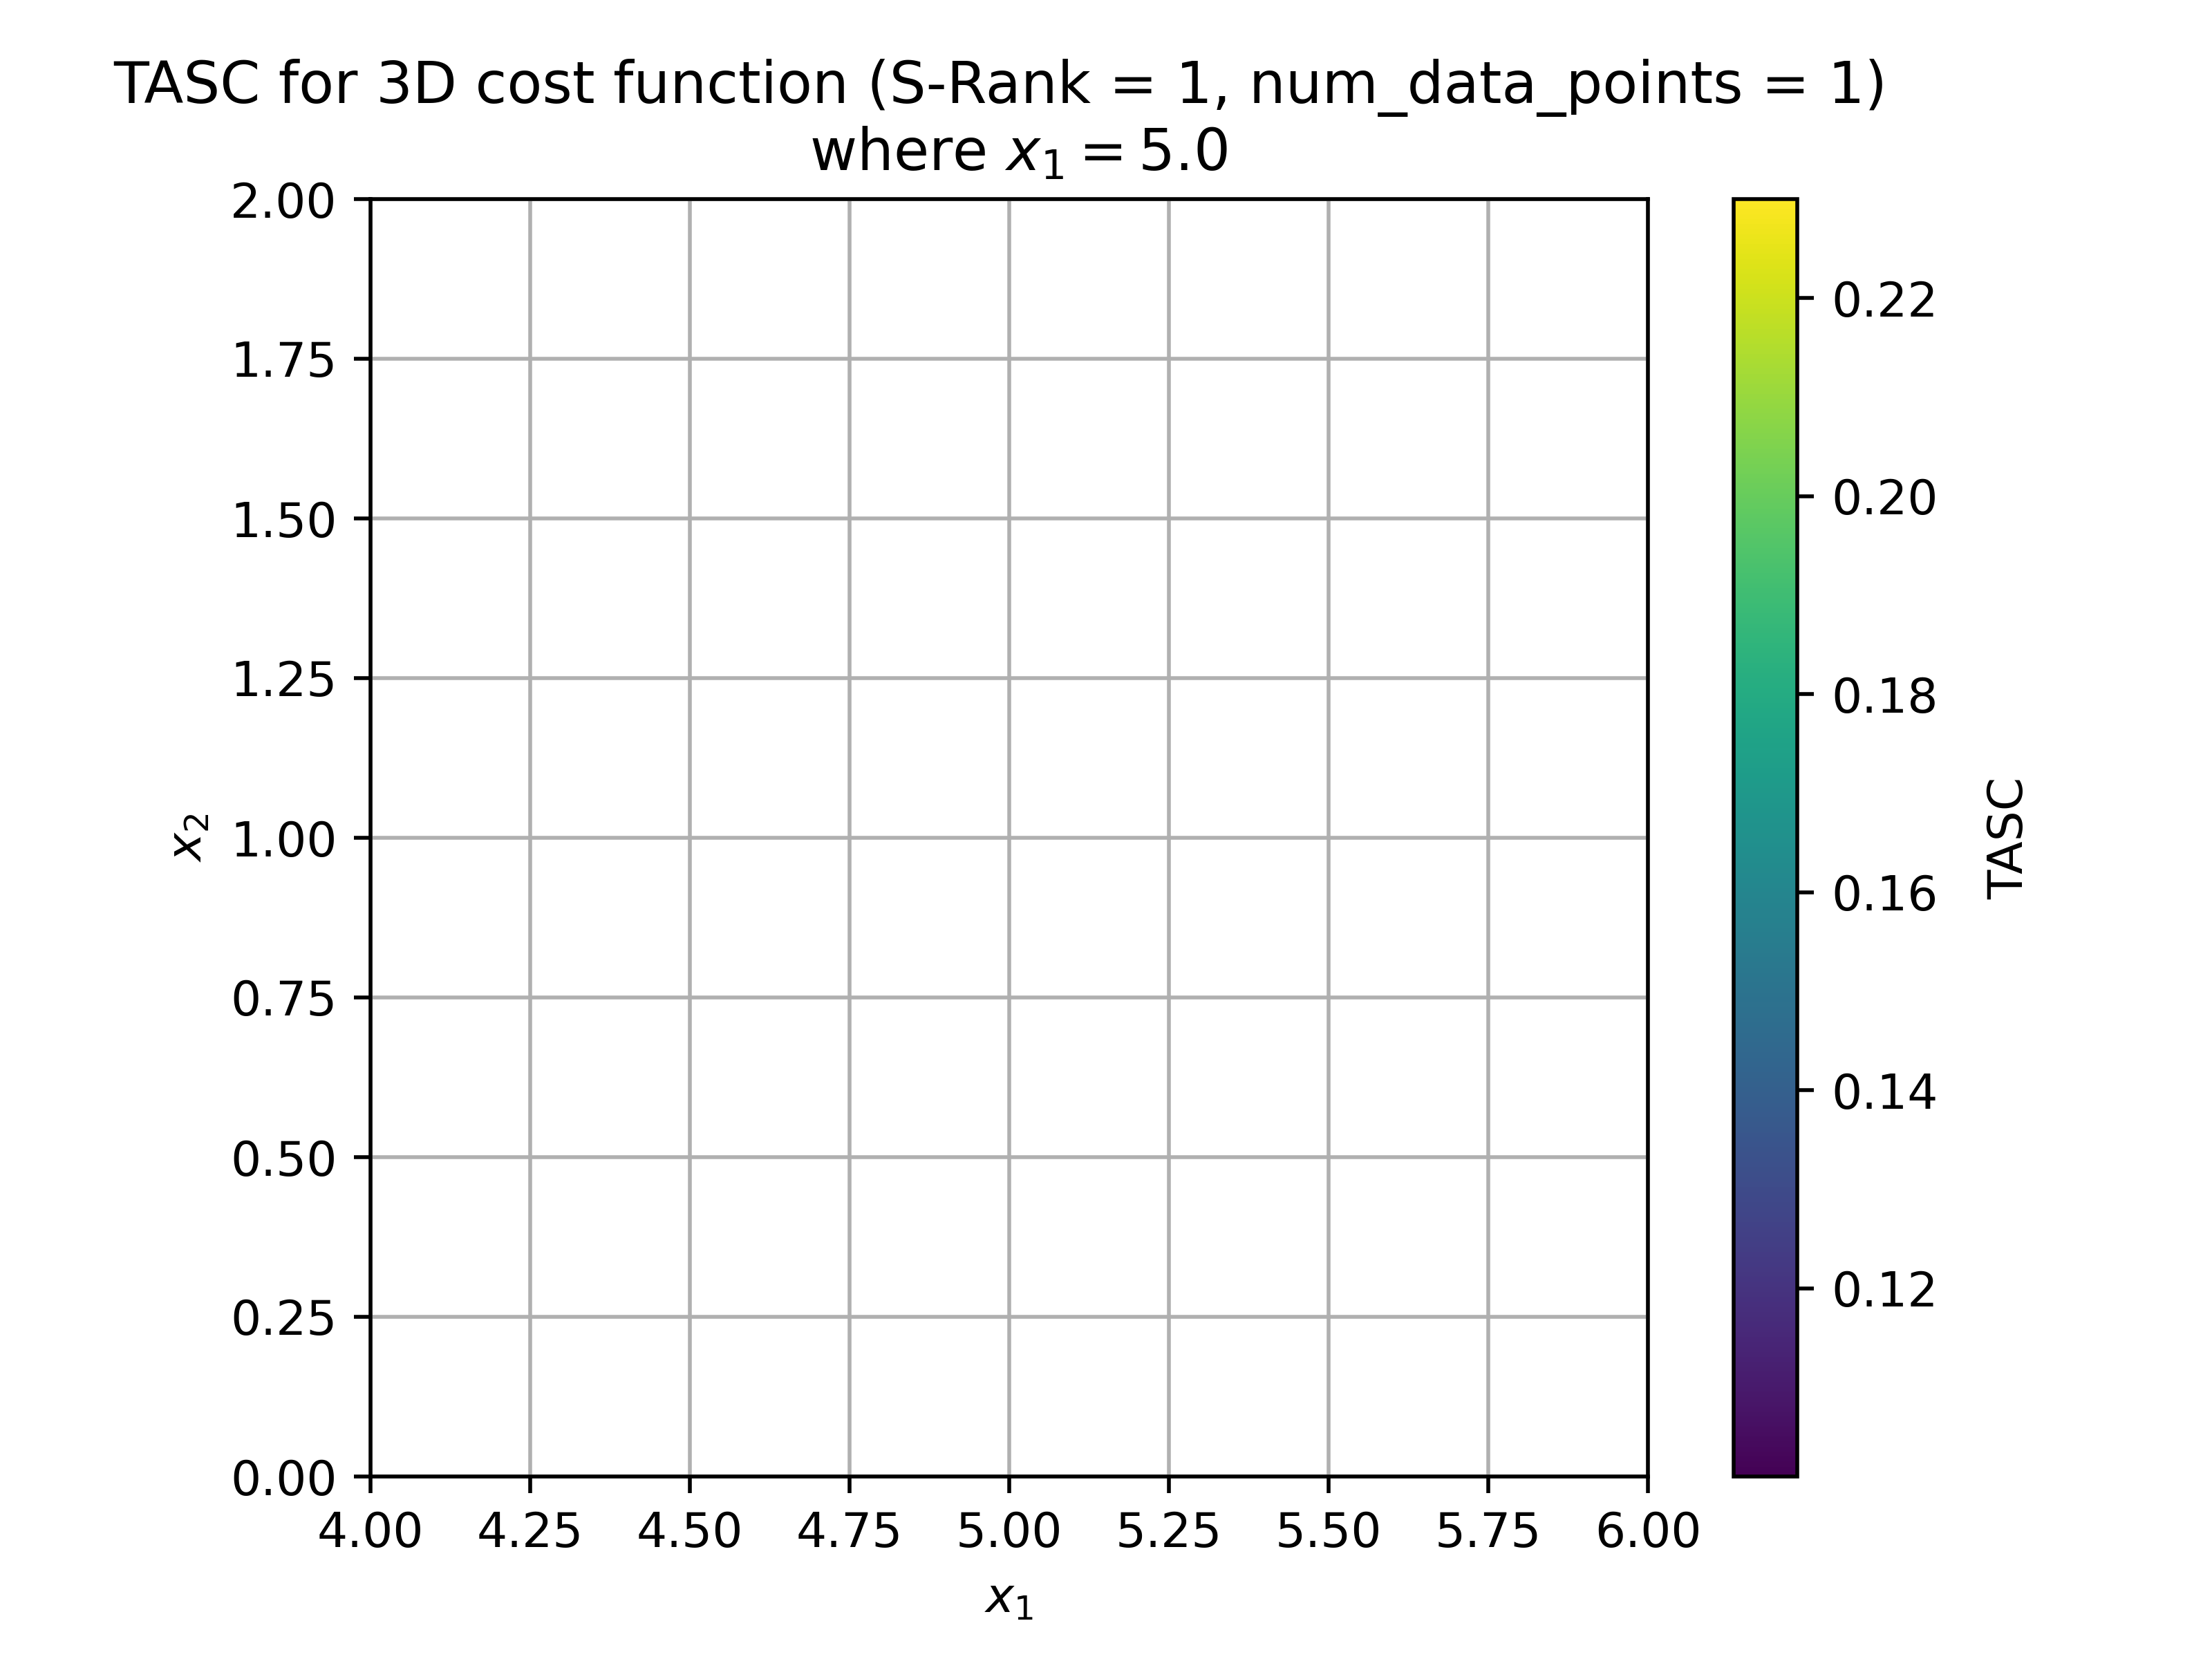 TASC for 3D cost function (S-Rank = 1, num_data_points = 1)
where x₁ = 5.0
2.00
1.75
1.50
1.25
1.00
0.75
0.50
0.25
0.00
x₂
4.00 4.25 4.50 4.75 5.00 5.25 5.50 5.75 6.00
x₁
0.22
0.20
0.18
0.16
0.14
0.12
TASC